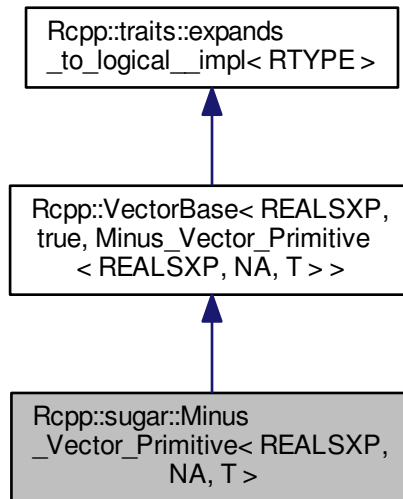 Rcpp::traits::expands
_to_logical__impl< RTYPE >
Rcpp::VectorBase< REALSXP,
true, Minus_Vector_Primitive
< REALSXP, NA, T > >
Rcpp::sugar::Minus
_Vector_Primitive< REALSXP,
NA, T >